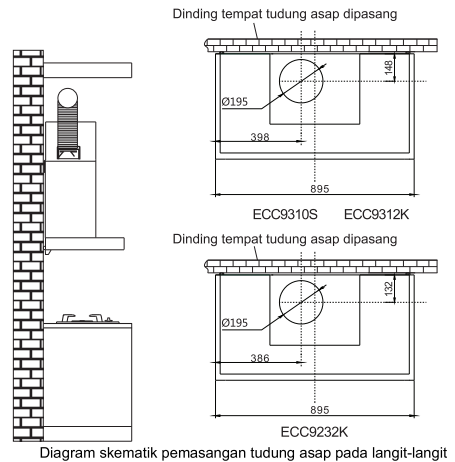 Dinding tempat tudung asap dipasang
148
Ø195
398
895
ECC9310S ECC9312K
Dinding tempat tudung asap dipasang
132
Ø195
386
895
ECC9232K
Diagram skematik pemasangan tudung asap pada langit-langit